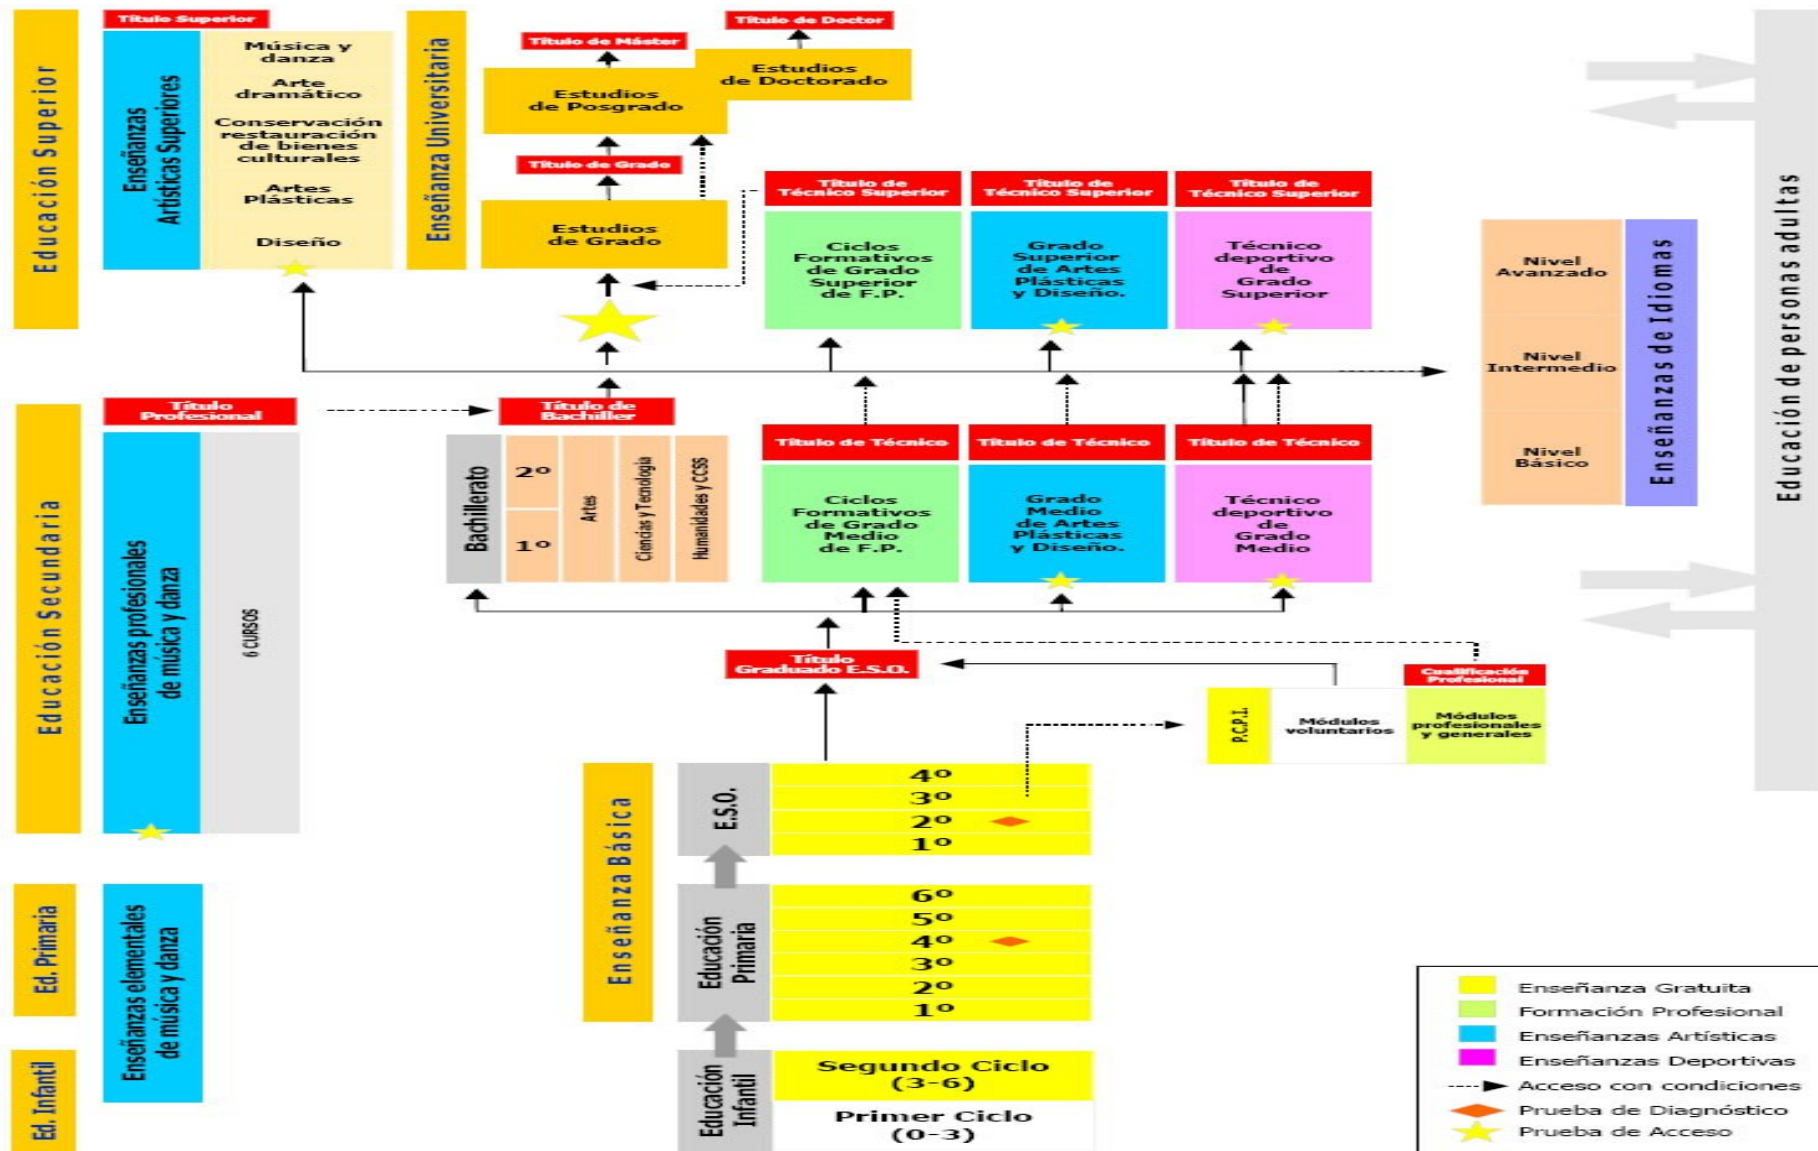 Título Superior
Educación Superior
Enseñanzas
Artísticas Superiores
Música y
danza
Arte
dramático
Conservación
restauración
de bienes
culturales
Artes
Plásticas
Diseño
Enseñanza Universitaria
Título de Máster
Estudios
de Posgrado
Título de Doctor
Estudios
de Doctorado
Título de Grado
Estudios
de Grado
Título de
Técnico Superior
Ciclos
Formativos
de Grado
Superior
de F.P.
Título de
Técnico Superior
Grado
Superior
de Artes
Plásticas
y Diseño.
Título de
Técnico Superior
Técnico
deportivo
de
Grado
Superior
Nivel
Avanzado
Nivel
Intermedio
Nivel
Básico
Enseñanzas de Idiomas
Educación de personas adultas
Educación Secundaria
Título
Profesional
Enseñanzas profesionales
de música y danza
6 CURSOS
Título de
Bachiller
Bachillerato
2º
1º
Artes
Ciencias y Tecnología
Humanidades y CCSS
Título de Técnico
Ciclos
Formativos
de Grado
Medio
de F.P.
Título de Técnico
Grado
Medio
de Artes
Plásticas
y Diseño.
Título de Técnico
Técnico
deportivo
de
Grado
Medio
Título
Graduado E.S.O.
P.C.P.I.
Módulos
voluntarios
Cualificación
Profesional
Módulos
profesionales
y generales
Enseñanza Básica
E.S.O.
4º
3º
2º
1º
Ed. Primaria
Enseñanzas elementales
de música y danza
Educación
Primaria
6º
5º
4º
3º
2º
1º
Ed. Infantil
Educación
Infantil
Segundo Ciclo
(3-6)
Primer Ciclo
(0-3)
Enseñanza Gratuita
Formación Profesional
Enseñanzas Artísticas
Enseñanzas Deportivas
Acceso con condiciones
Prueba de Diagnóstico
Prueba de Acceso